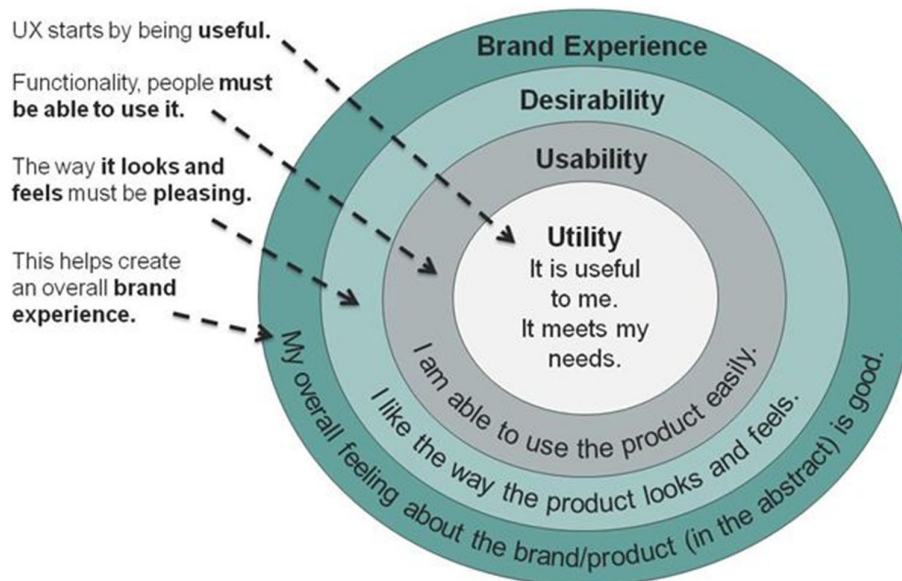 UX starts by being useful.
Functionality, people must
be able to use it.
The way it looks and
feels must be pleasing.
This helps create
an overall brand
experience.
Brand Experience
Desirability
Usability
Utility
It is useful
to me.
It meets my
needs.
I am able to use the product easily.
I like the way the product looks and feels.
My overall feeling about the brand/product (in the abstract) is good.